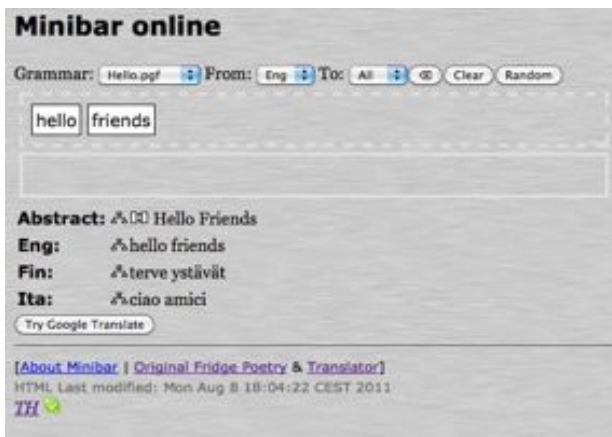 Minibar online
Grammar: Hello.pgf From: Eng To: All ⌫ Clear Random
hello friends
Abstract: Hello Friends
Eng: hello friends
Fin: terve ystävät
Ita: ciao amici
Try Google Translate
[About Minibar | Original Fridge Poetry & Translator]
HTML Last modified: Mon Aug 8 18:04:22 CEST 2011
TH